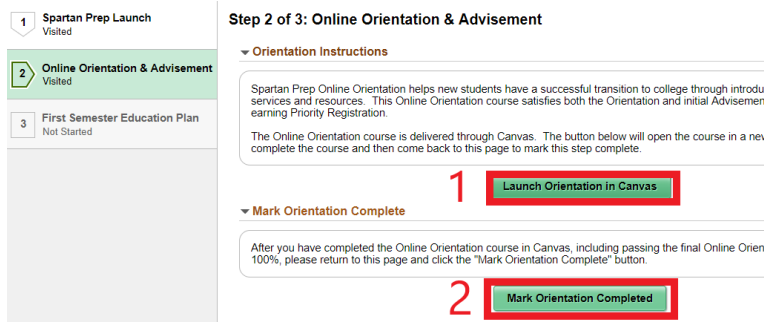 1
Spartan Prep Launch
Visited
2
Online Orientation & Advisement
Visited
3
First Semester Education Plan
Not Started
Step 2 of 3: Online Orientation & Advisement
Orientation Instructions
Spartan Prep Online Orientation helps new students have a successful transition to college through
services and resources. This Online Orientation course satisfies both the Orientation and initial
earning Priority Registration.
The Online Orientation course is delivered through Canvas. The button below will open the course in a
complete the course and then come back to this page to mark this step complete.
1
Launch Orientation in Canvas
Mark Orientation Complete
After you have completed the Online Orientation course in Canvas, including passing the final Online
100%, please return to this page and click the "Mark Orientation Complete" button.
2
Mark Orientation Completed